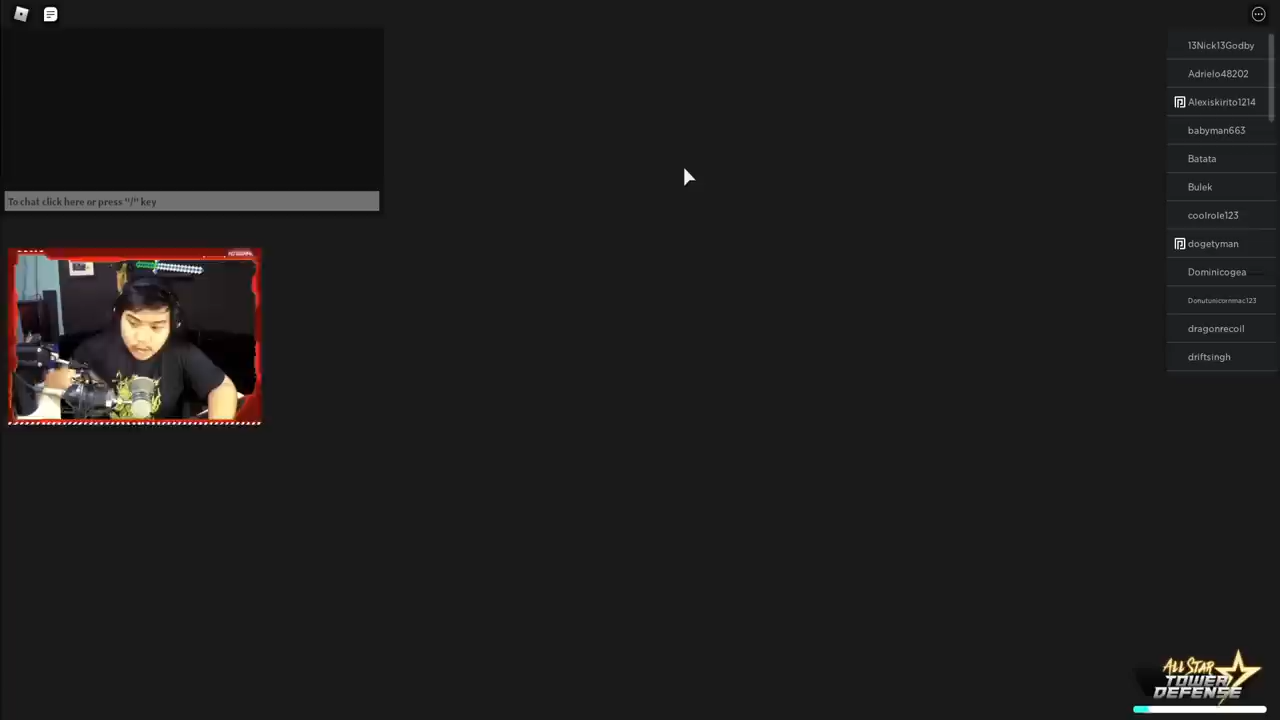 13Nick13Godby
Adrielo48202
Alexiskirito1214
babyman663
Batata
To chat click here or press "/" key
Bulek
coolrole123
dogetyman
Dominicogea
Donutunicornmac123
dragonrecoil
driftsingh
ALL STAR
TOWER
DEFENSE